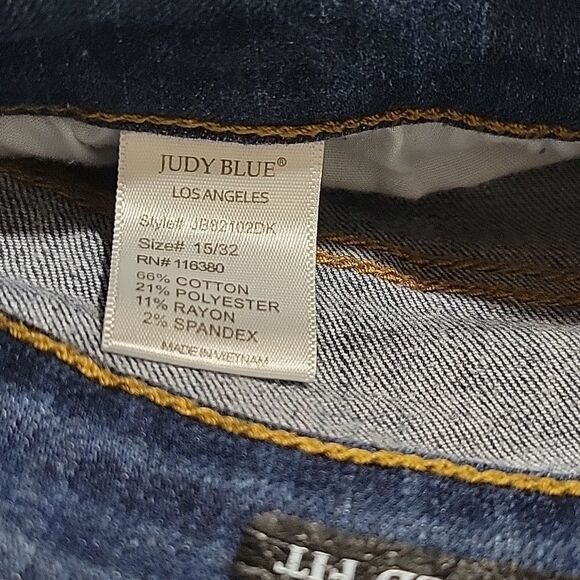 JUDY BLUE®
LOS ANGELES
Style# JB82102DK
Size# 15/32
RN# 116380
66% COTTON
21% POLYESTER
11% RAYON
2% SPANDEX
MADE IN VIETNAM
FIT